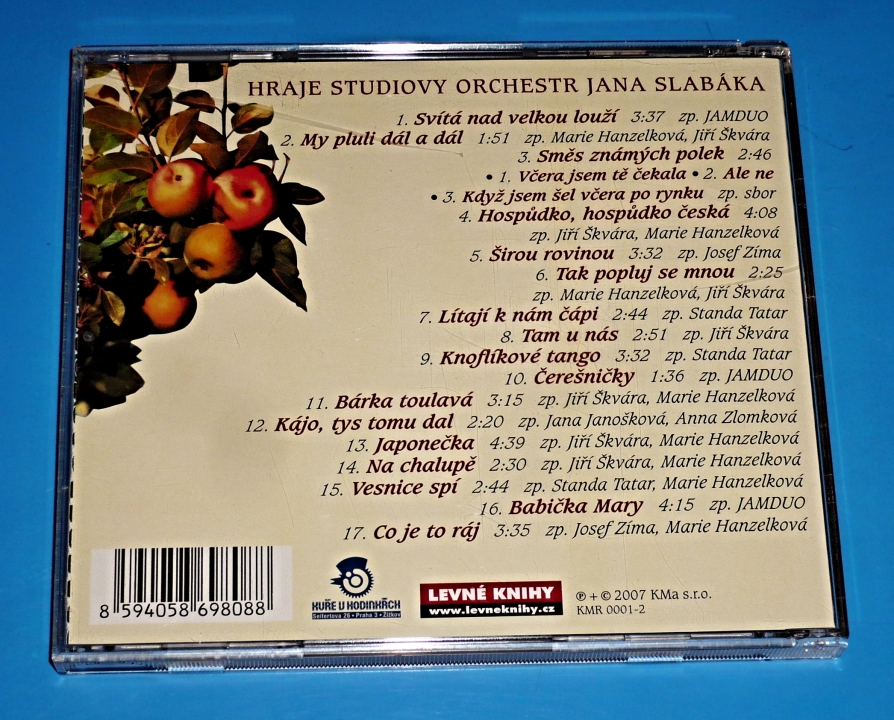 HRAJE STUDIOVY ORCHESTR JANA SLABÁKA
1. Svítá nad velkou louží 3:37 zp. JAMDUO
2. My pluli dál a dál 1:51 zp. Marie Hanzelková, Jiří Škvára
3. Směs známých polek 2:46
• 1. Včera jsem tě čekala • 2. Ale ne
• 3. Když jsem šel včera po rynku zp. sbor
4. Hospůdko, hospůdko česká 4:08
zp. Jiří Škvára, Marie Hanzelková
5. Širou rovinou 3:32 zp. Josef Zíma
6. Tak popluj se mnou 2:25
zp. Marie Hanzelková, Jiří Škvára
7. Lítají k nám čápi 2:44 zp. Standa Tatar
8. Tam u nás 2:51 zp. Jiří Škvára
9. Knoflíkové tango 3:32 zp. Standa Tatar
10. Čerešničky 1:36 zp. JAMDUO
11. Bárka toulavá 3:15 zp. Jiří Škvára, Marie Hanzelková
12. Kájo, tys tomu dal 2:20 zp. Jana Janošková, Anna Zlomková
13. Japonečka 4:39 zp. Jiří Škvára, Marie Hanzelková
14. Na chalupě 2:30 zp. Jiří Škvára, Marie Hanzelková
15. Vesnice spí 2:44 zp. Standa Tatar, Marie Hanzelková
16. Babička Mary 4:15 zp. JAMDUO
17. Co je to ráj 3:35 zp. Josef Zíma, Marie Hanzelková
8 594058 698088
KUŘE V HODINKÁCH
Seifertova 26 • Praha 3 • Žižkov
LEVNÉ KNIHY
www.levneknihy.cz
℗ + © 2007 KMa s.r.o.
KMR 0001-2